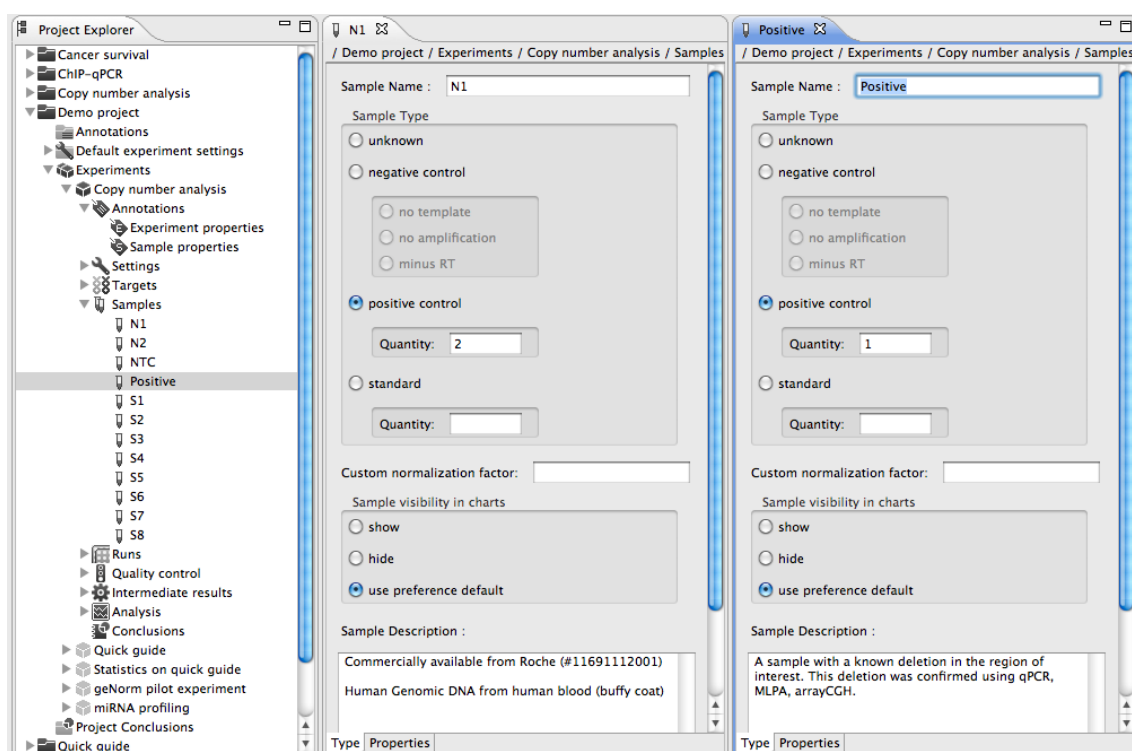 Project Explorer
Cancer survival
ChIP-qPCR
Copy number analysis
Demo project
Annotations
Default experiment settings
Experiments
Copy number analysis
Annotations
Experiment properties
Sample properties
Settings
Targets
Samples
N1
N2
NTC
Positive
S1
S2
S3
S4
S5
S6
S7
S8
Runs
Quality control
Intermediate results
Analysis
Conclusions
Quick guide
Statistics on quick guide
geNorm pilot experiment
miRNA profiling
Project Conclusions
Quick guide
N1
/ Demo project / Experiments / Copy number analysis / Samples
Sample Name : N1
Sample Type
unknown
negative control
no template
no amplification
minus RT
positive control
Quantity: 2
standard
Quantity:
Custom normalization factor:
Sample visibility in charts
show
hide
use preference default
Sample Description :
Commercially available from Roche (#11691112001)
Human Genomic DNA from human blood (buffy coat)
Type Properties
Positive
/ Demo project / Experiments / Copy number analysis / Samples
Sample Name : Positive
Sample Type
unknown
negative control
no template
no amplification
minus RT
positive control
Quantity: 1
standard
Quantity:
Custom normalization factor:
Sample visibility in charts
show
hide
use preference default
Sample Description :
A sample with a known deletion in the region of
interest. This deletion was confirmed using qPCR,
MLPA, arrayCGH.
Type Properties